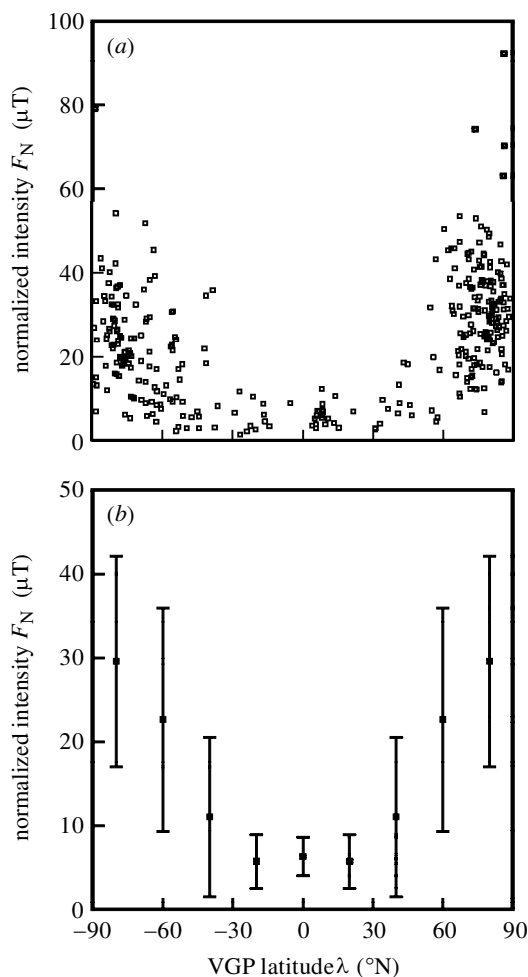 100
(a)
80
60
40
20
0
normalized intensity F_N (μT)
50
(b)
40
30
20
10
0
normalized intensity F_N (μT)
−90 −60 −30 0 30 60 90
VGP latitude λ (°N)